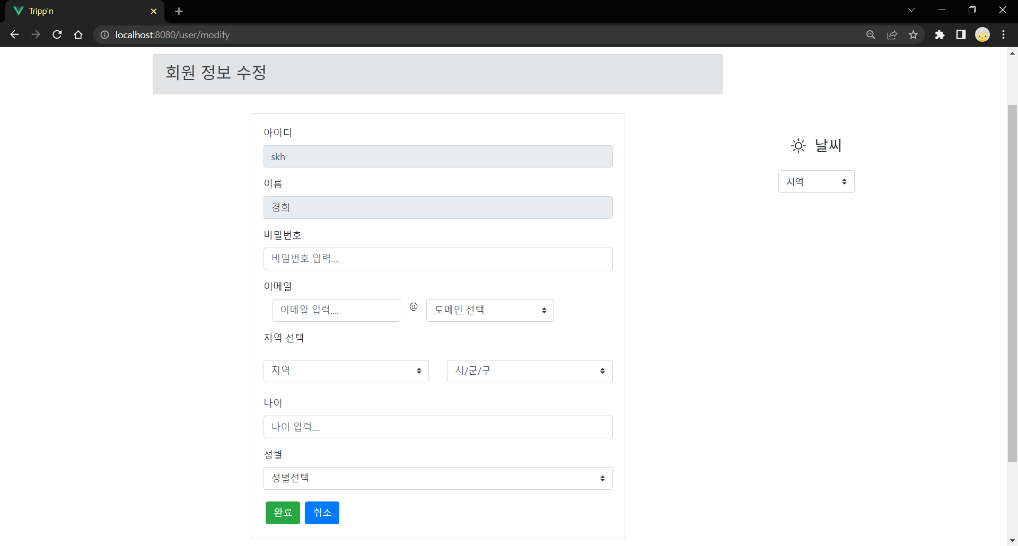 Tripp'n
localhost:8080/user/modify
회원 정보 수정
아이디
skh
이름
경희
비밀번호
비밀번호 입력....
이메일
이메일 입력.... @ 도메인 선택
지역 선택
지역 시/군/구
나이
나이 입력....
성별
성별선택
완료 취소
날씨
지역